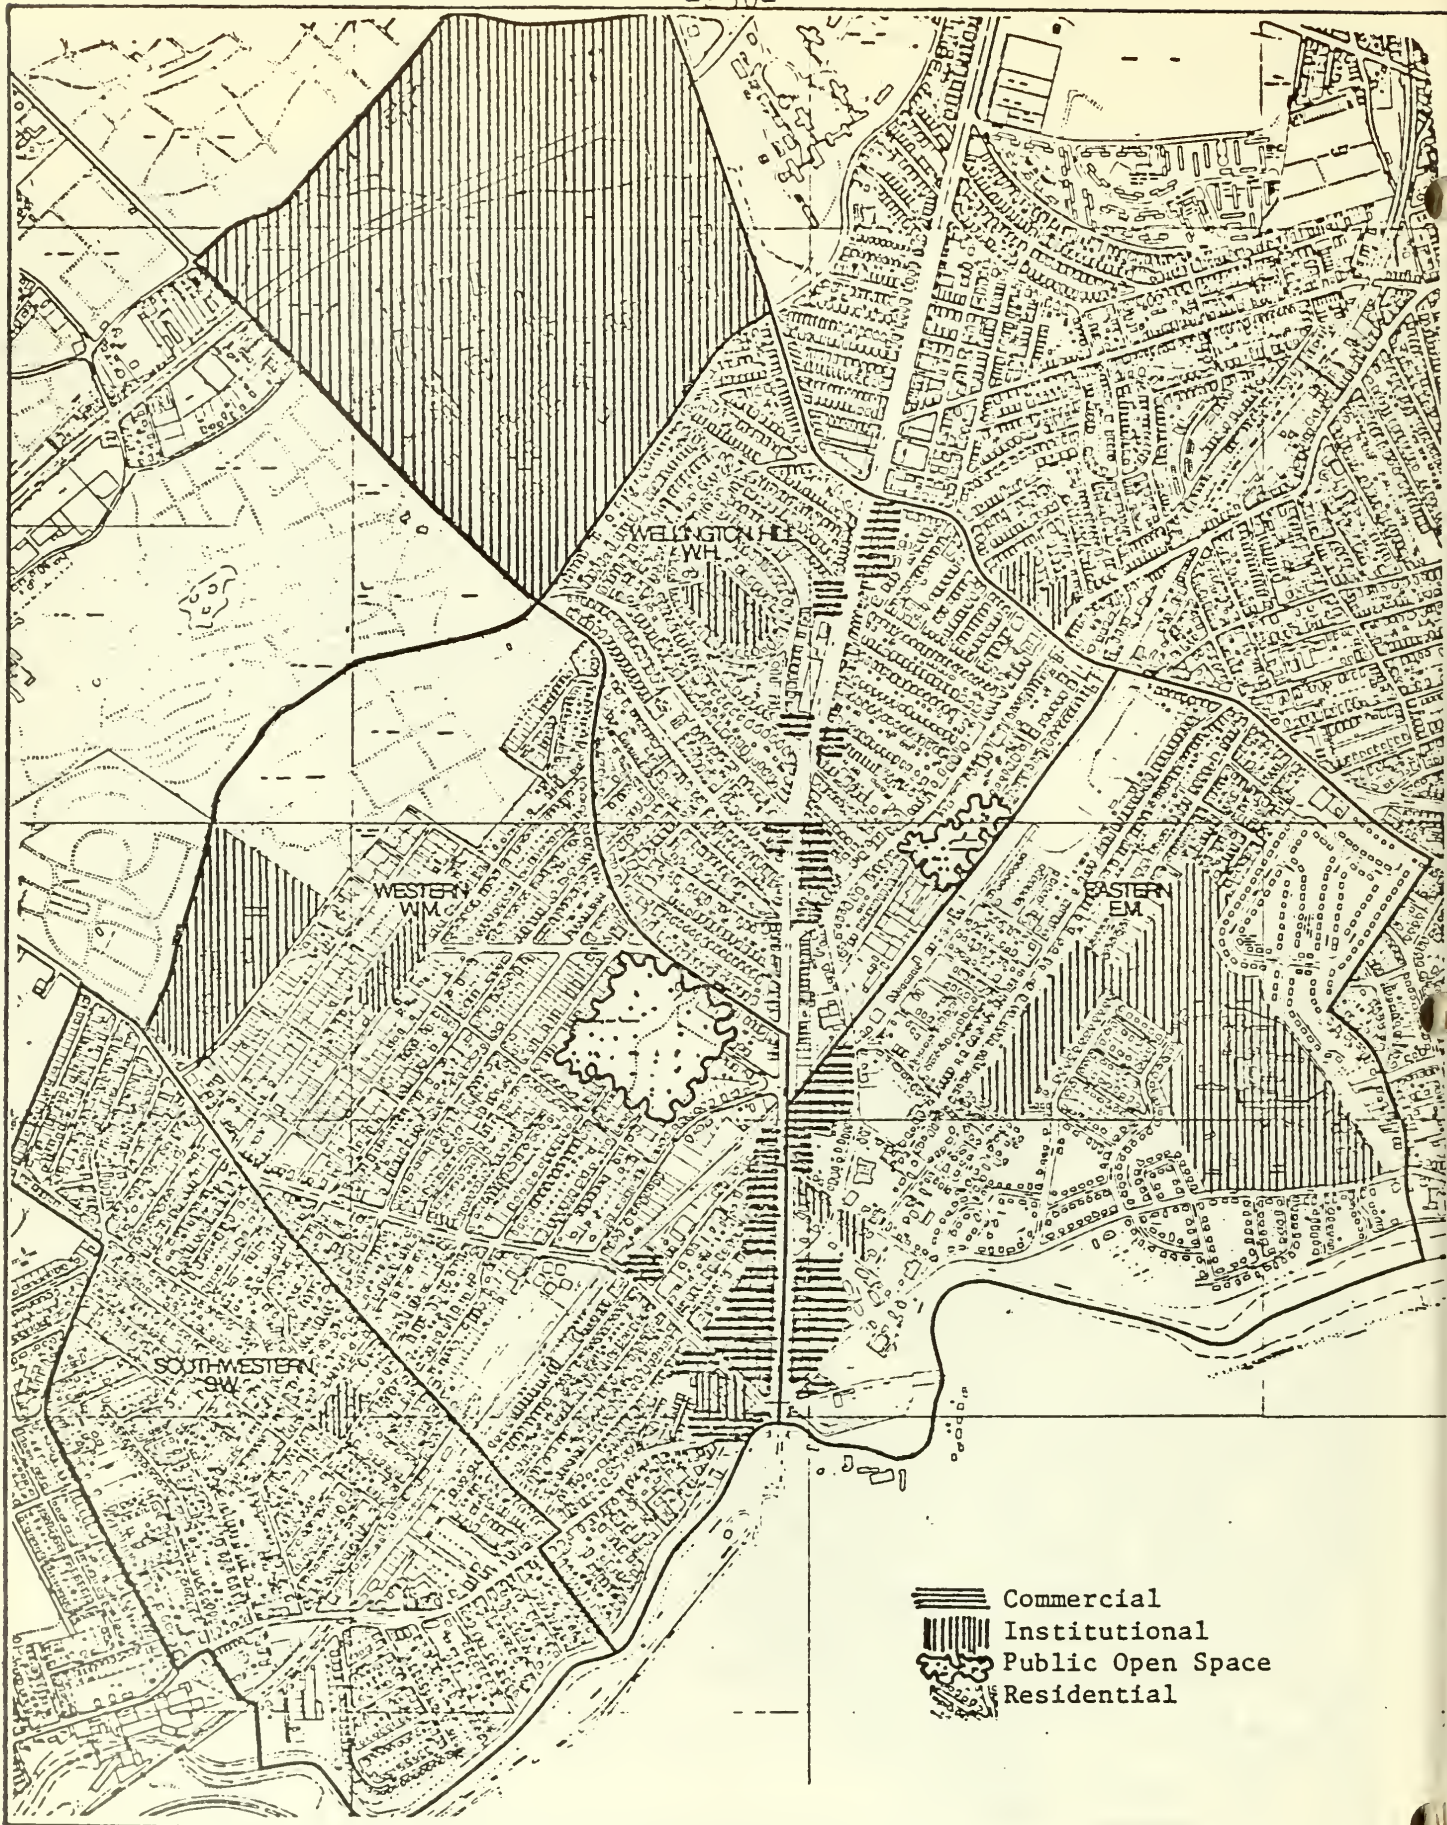 WELLINGTON HILL
W.H.
WESTERN
W.M.
EASTERN
E.M.
SOUTHWESTERN
S.W.
Commercial
Institutional
Public Open Space
Residential